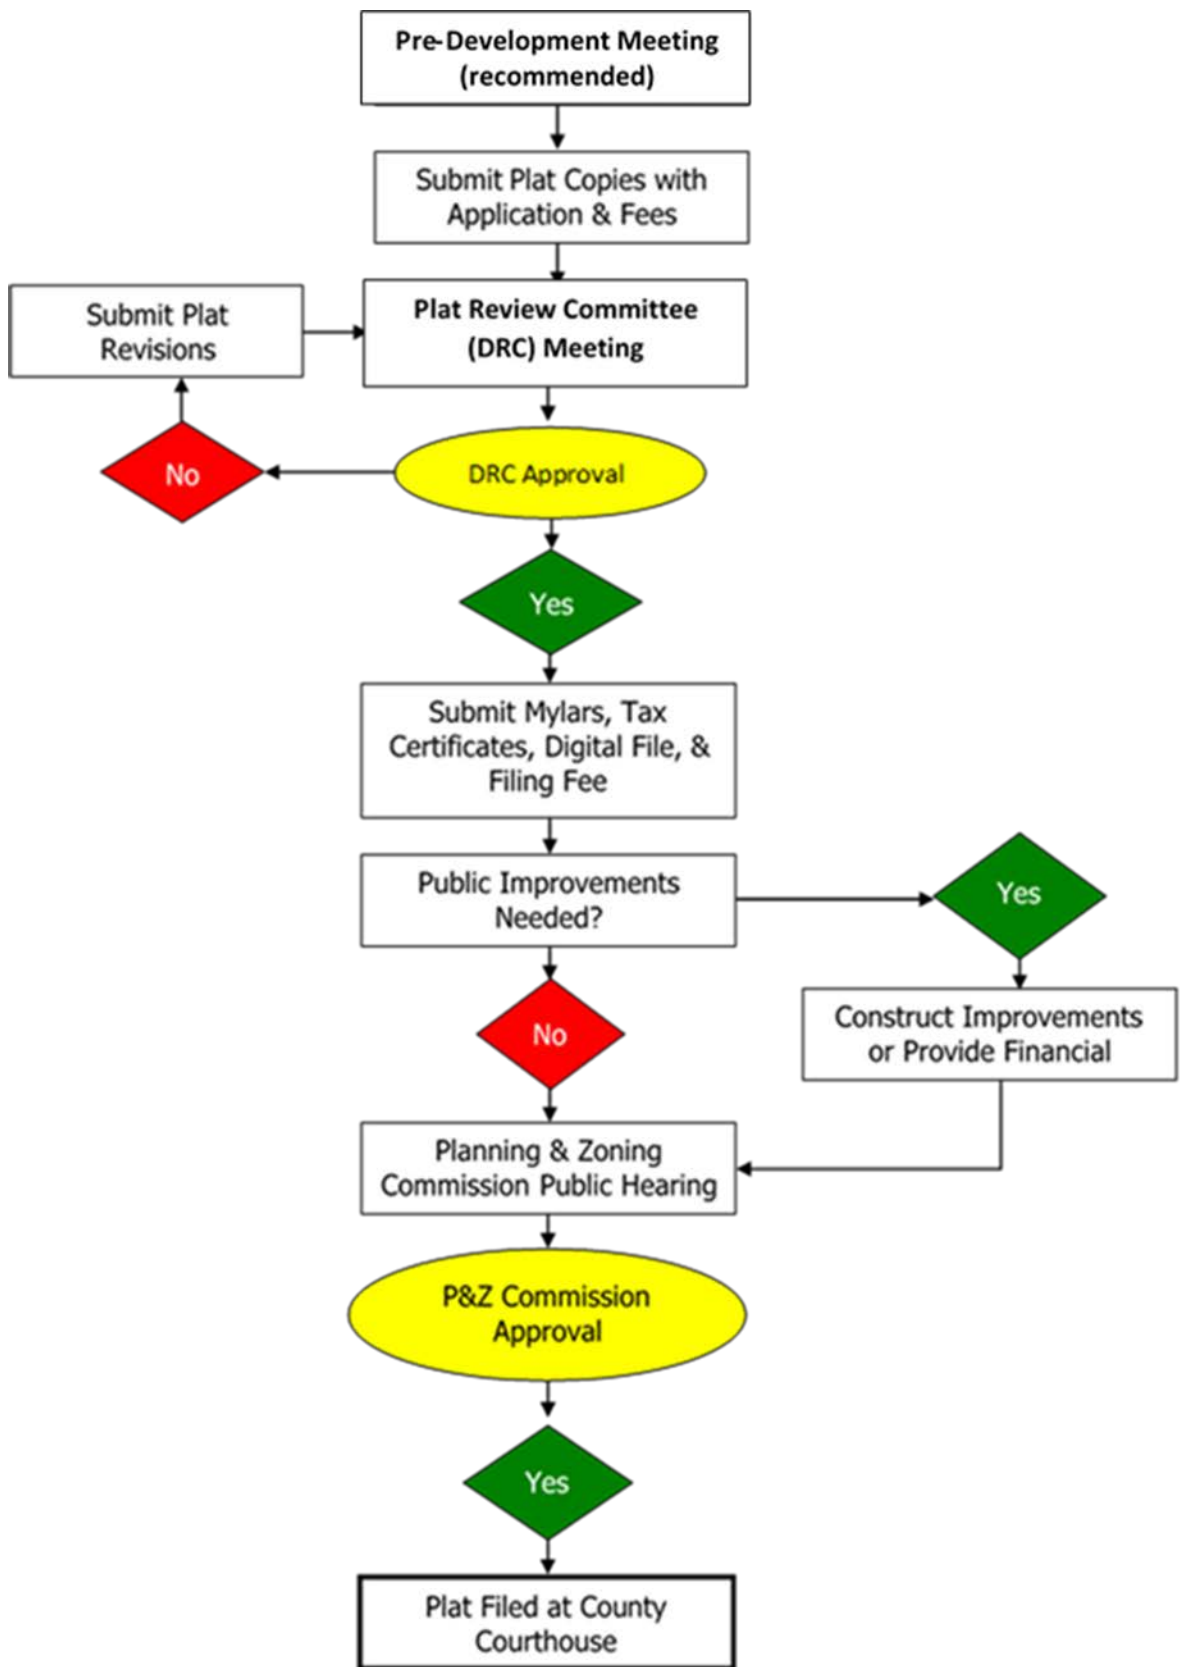 Pre-Development Meeting
(recommended)
Submit Plat Copies with
Application & Fees
Submit Plat
Revisions
Plat Review Committee
(DRC) Meeting
No
DRC Approval
Yes
Submit Mylars, Tax
Certificates, Digital File, &
Filing Fee
Public Improvements
Needed?
Yes
No
Construct Improvements
or Provide Financial
Planning & Zoning
Commission Public Hearing
P&Z Commission
Approval
Yes
Plat Filed at County
Courthouse